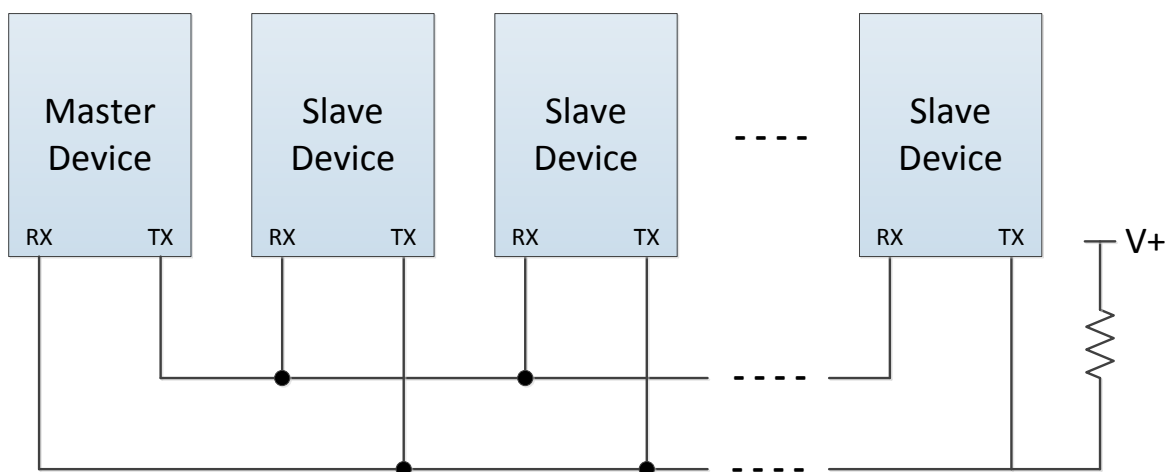 Master
Device
Slave
Device
Slave
Device
Slave
Device
RX TX RX TX RX TX RX TX
V+